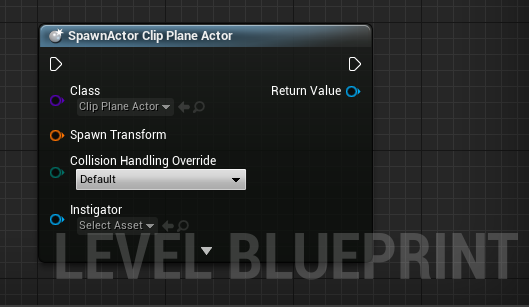 SpawnActor Clip Plane Actor
Class
Return Value
Clip Plane Actor
Spawn Transform
Collision Handling Override
Default
Instigator
Select Asset
LEVEL BLUEPRINT